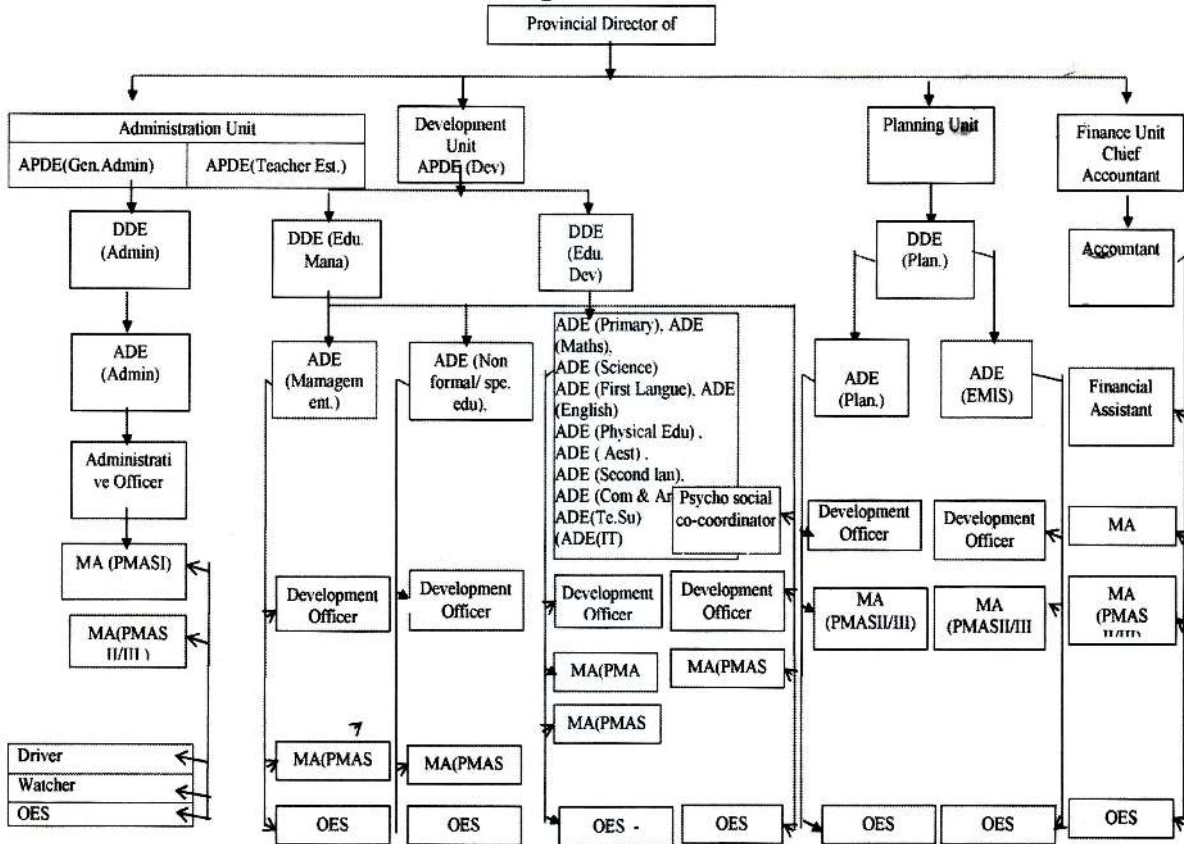 Provincial Director of
Administration Unit
APDE(Gen.Admin)
APDE(Teacher Est.)
Development
Unit
APDE (Dev)
Planning Unit
Finance Unit
Chief
Accountant
DDE
(Admin)
DDE (Edu.
Mana)
DDE
(Edu.
Dev)
DDE
(Plan.)
Accountant
ADE
(Admin)
ADE
(Mamagem
ent.)
ADE (Non
formal/ spe.
edu),
ADE (Primary), ADE
(Maths),
ADE (Science)
ADE (First Langue), ADE
(English)
ADE (Physical Edu) ,
ADE ( Aest) .
ADE (Second lan),
ADE (Com & Ar
ADE(Te.Su)
(ADE(IT)
Psycho social
co-coordinator
ADE
(Plan.)
ADE
(EMIS)
Financial
Assistant
Administrati
ve Officer
Development
Officer
Development
Officer
MA
MA (PMASI)
Development
Officer
Development
Officer
Development
Officer
Development
Officer
MA
(PMASII/III)
MA
(PMASII/III
MA
(PMAS
II/III)
MA(PMAS
II/III )
MA(PMA
MA(PMAS
MA(PMAS
MA(PMAS
MA(PMAS
Driver
Watcher
OES
OES
OES
OES -
OES
OES
OES
OES